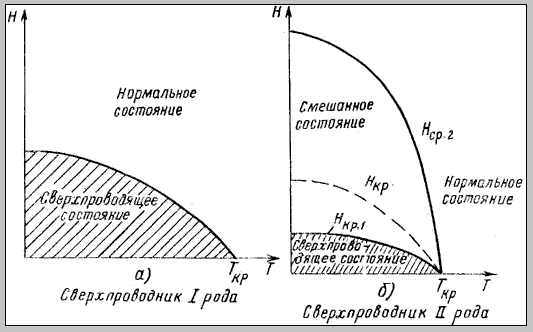 H
Нормальное
состояние
Сверхпроводящее
состояние
Tкр
T
а)
Сверхпроводник I рода
H
Смешанное
состояние
Hср.2
Hкр
Нормальное
состояние
Hкр.1
Сверхпрово-
дящее состояние
Tкр
T
б)
Сверхпроводник II рода